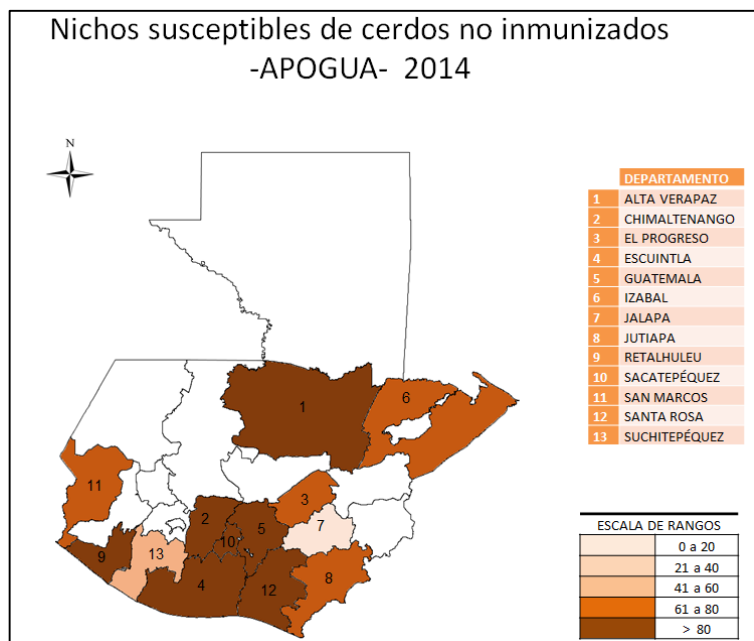 Nichos susceptibles de cerdos no inmunizados
-APOGUA- 2014
N
DEPARTAMENTO
1 ALTA VERAPAZ
2 CHIMALTENANGO
3 EL PROGRESO
4 ESCUINTLA
5 GUATEMALA
6 IZABAL
7 JALAPA
8 JUTIAPA
9 RETALHULEU
10 SACATEPÉQUEZ
11 SAN MARCOS
12 SANTA ROSA
13 SUCHITEPÉQUEZ
1
6
11
3
2
5
7
10
13
9
4
12
8
ESCALA DE RANGOS
0 a 20
21 a 40
41 a 60
61 a 80
> 80